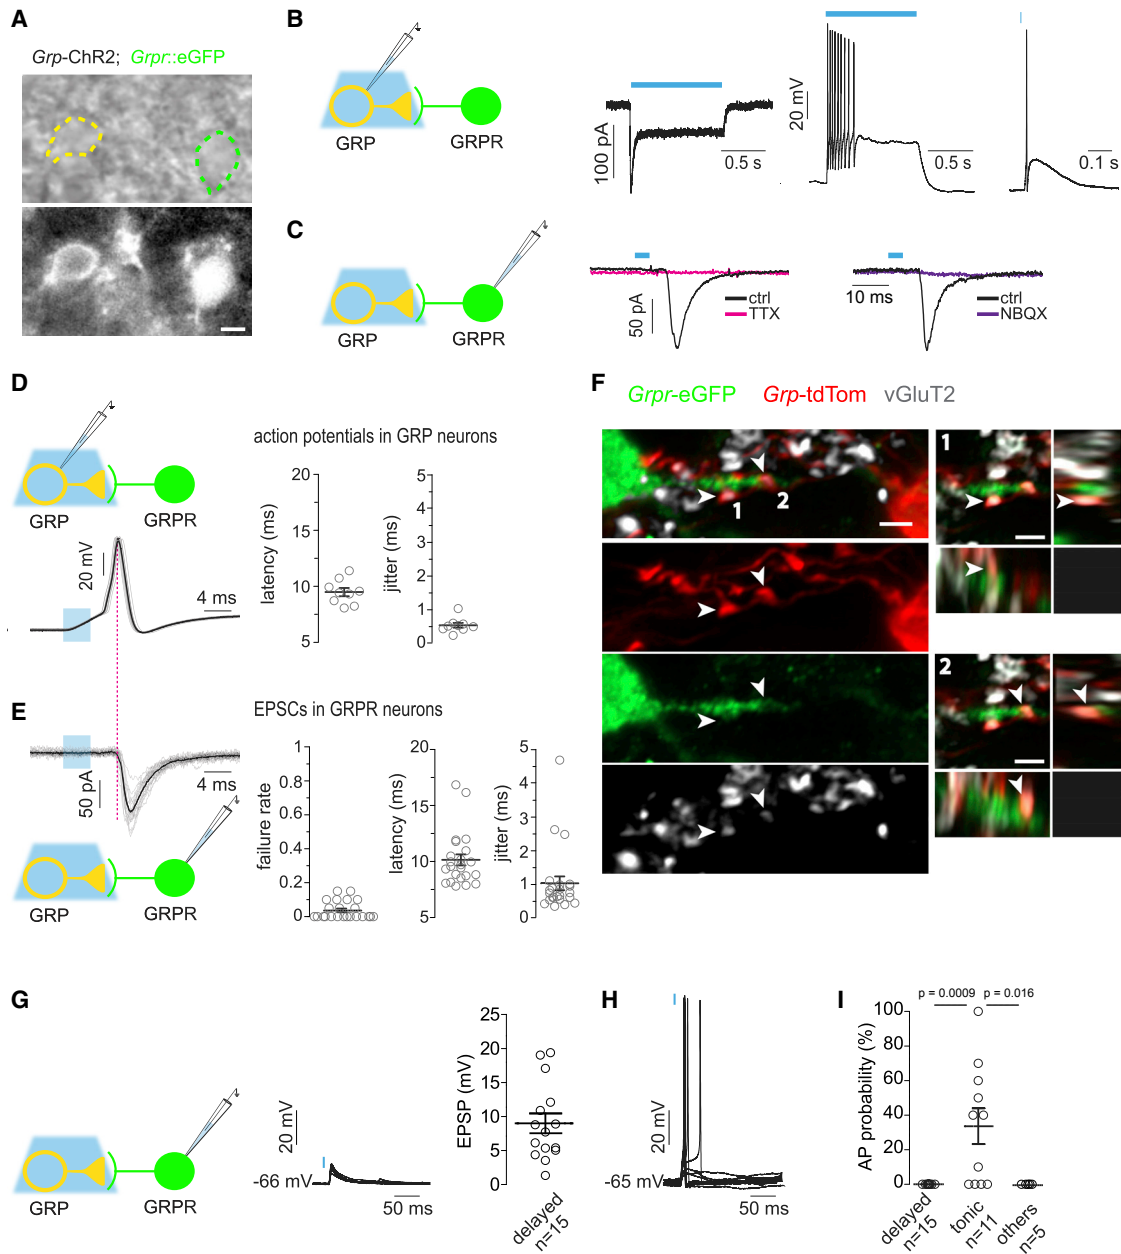 A
Grp-ChR2; Grpr::eGFP
B
GRP
GRPR
100 pA
0.5 s
20 mV
0.5 s
0.1 s
C
GRP
GRPR
50 pA
ctrl
TTX
10 ms
ctrl
NBQX
D
GRP
GRPR
20 mV
4 ms
action potentials in GRP neurons
latency (ms)
20
15
10
5
jitter (ms)
5
4
3
2
1
0
E
50 pA
4 ms
GRP
GRPR
EPSCs in GRPR neurons
failure rate
1
0.8
0.6
0.4
0.2
0
latency (ms)
20
15
10
5
jitter (ms)
5
4
3
2
1
0
F
Grpr-eGFP Grp-tdTom vGluT2
1
2
1
2
G
GRP
GRPR
20 mV
-66 mV
50 ms
EPSP (mV)
25
20
15
10
5
0
delayed
n=15
H
20 mV
-65 mV
50 ms
I
p = 0.0009
p = 0.016
AP probability (%)
100
80
60
40
20
0
delayed
n=15
tonic
n=11
others
n=5